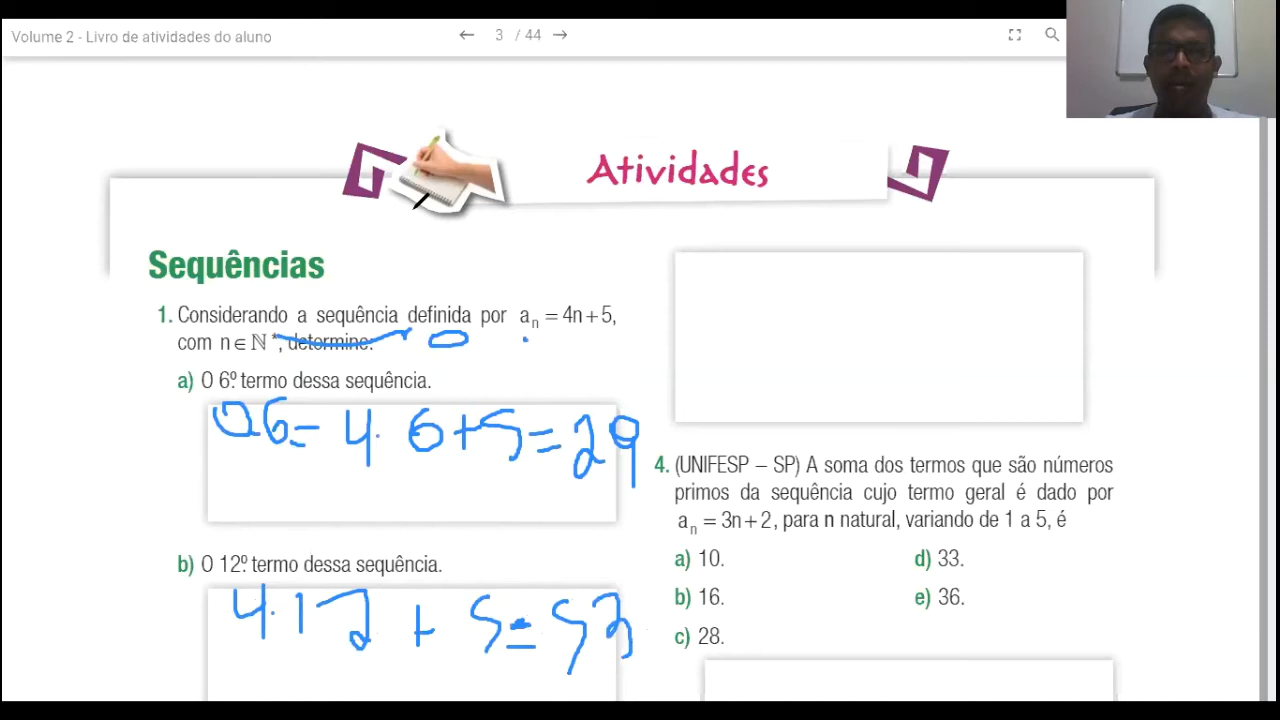 Volume 2 - Livro de atividades do aluno
← 3 / 44 →
Atividades
Sequências
1. Considerando a sequência definida por aₙ = 4n + 5,
com n ∈ ℕ*, determine:
a) O 6º termo dessa sequência.
a6 = 4 · 6 + 5 = 29
b) O 12º termo dessa sequência.
4 · 12 + 5 = 53
4. (UNIFESP – SP) A soma dos termos que são números
primos da sequência cujo termo geral é dado por
aₙ = 3n + 2, para n natural, variando de 1 a 5, é
a) 10.
b) 16.
c) 28.
d) 33.
e) 36.